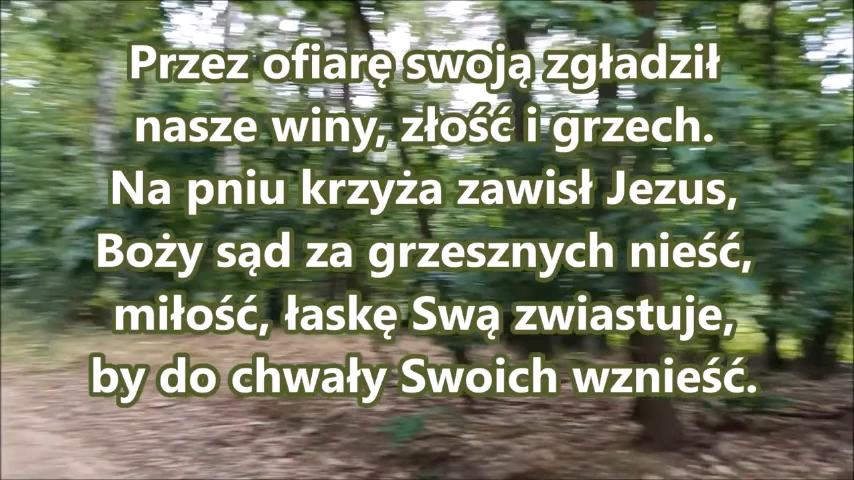 Przez ofiarę swoją zgładził
nasze winy, złość i grzech.
Na pniu krzyża zawisł Jezus,
Boży sąd za grzesznych nieść,
miłość, łaskę Swą zwiastuje,
by do chwały Swoich wznieść.